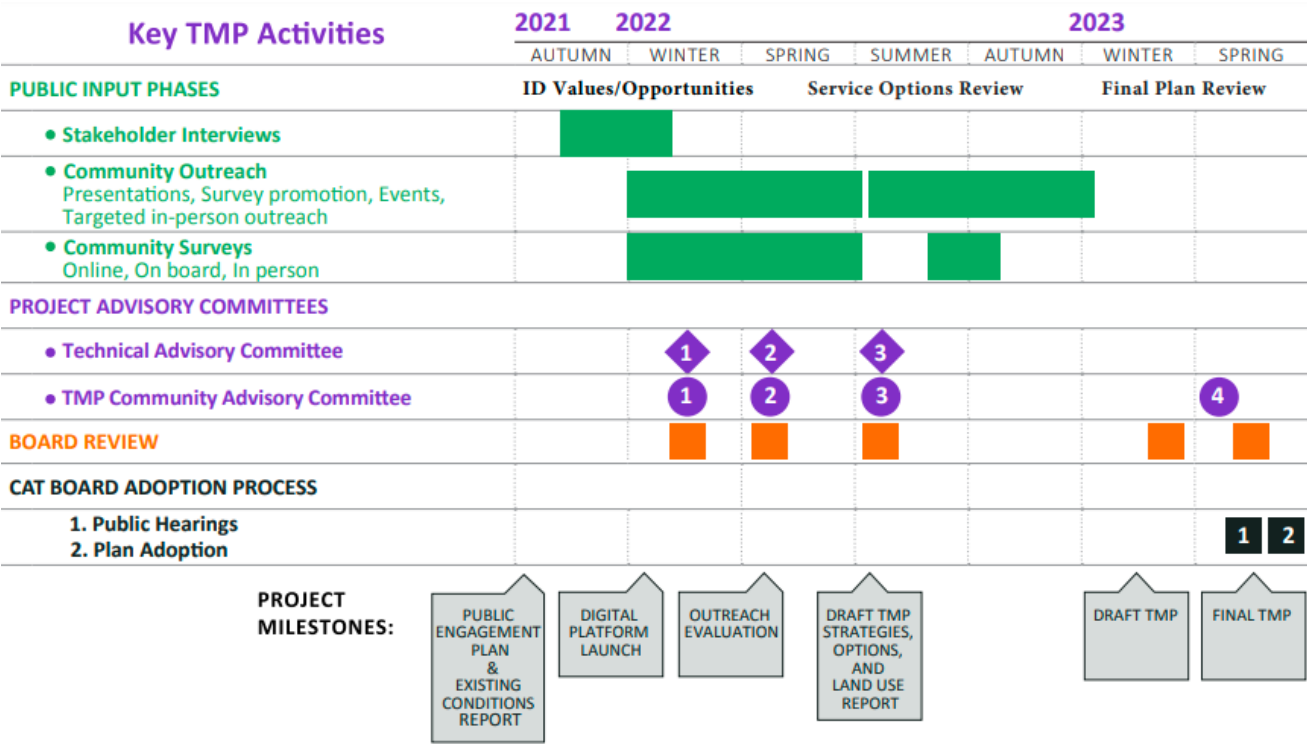 Key TMP Activities
2021 2022 2023
AUTUMN WINTER SPRING SUMMER AUTUMN WINTER SPRING
PUBLIC INPUT PHASES
ID Values/Opportunities Service Options Review Final Plan Review
• Stakeholder Interviews
• Community Outreach
Presentations, Survey promotion, Events,
Targeted in-person outreach
• Community Surveys
Online, On board, In person
PROJECT ADVISORY COMMITTEES
• Technical Advisory Committee
1 2 3
• TMP Community Advisory Committee
1 2 3 4
BOARD REVIEW
CAT BOARD ADOPTION PROCESS
1. Public Hearings
2. Plan Adoption
1 2
PROJECT
MILESTONES:
PUBLIC
ENGAGEMENT
PLAN
&
EXISTING
CONDITIONS
REPORT
DIGITAL
PLATFORM
LAUNCH
OUTREACH
EVALUATION
DRAFT TMP
STRATEGIES,
OPTIONS,
AND
LAND USE
REPORT
DRAFT TMP
FINAL TMP